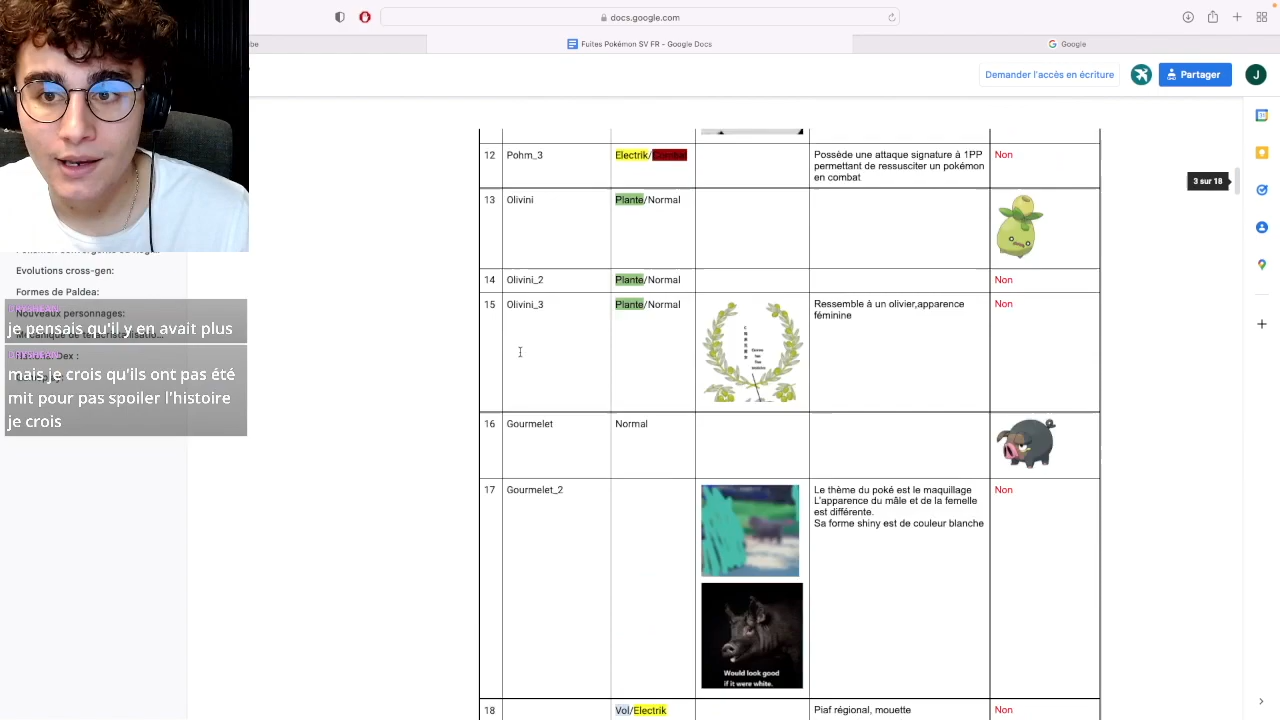 docs.google.com
be
Fuites Pokémon SV FR - Google Docs
Google
Demander l'accès en écriture
Partager
J
3 sur 18
Evolutions cross-gen:
Formes de Paldea:
Nouveaux personnages:
je pensais qu'il y en avait plus
mais je crois qu'ils ont pas été
mit pour pas spoiler l'histoire
je crois
12 Pohm_3 Electrik/Combat Possède une attaque signature à 1PP Non
permettant de ressusciter un pokémon
en combat
13 Olivini Plante/Normal
14 Olivini_2 Plante/Normal Non
15 Olivini_3 Plante/Normal Ressemble à un olivier,apparence Non
féminine
16 Gourmelet Normal
17 Gourmelet_2 Le thème du poké est le maquillage Non
L'apparence du mâle et de la femelle
est différente.
Sa forme shiny est de couleur blanche
Would look good
if it were white.
18 Vol/Electrik Piaf régional, mouette Non